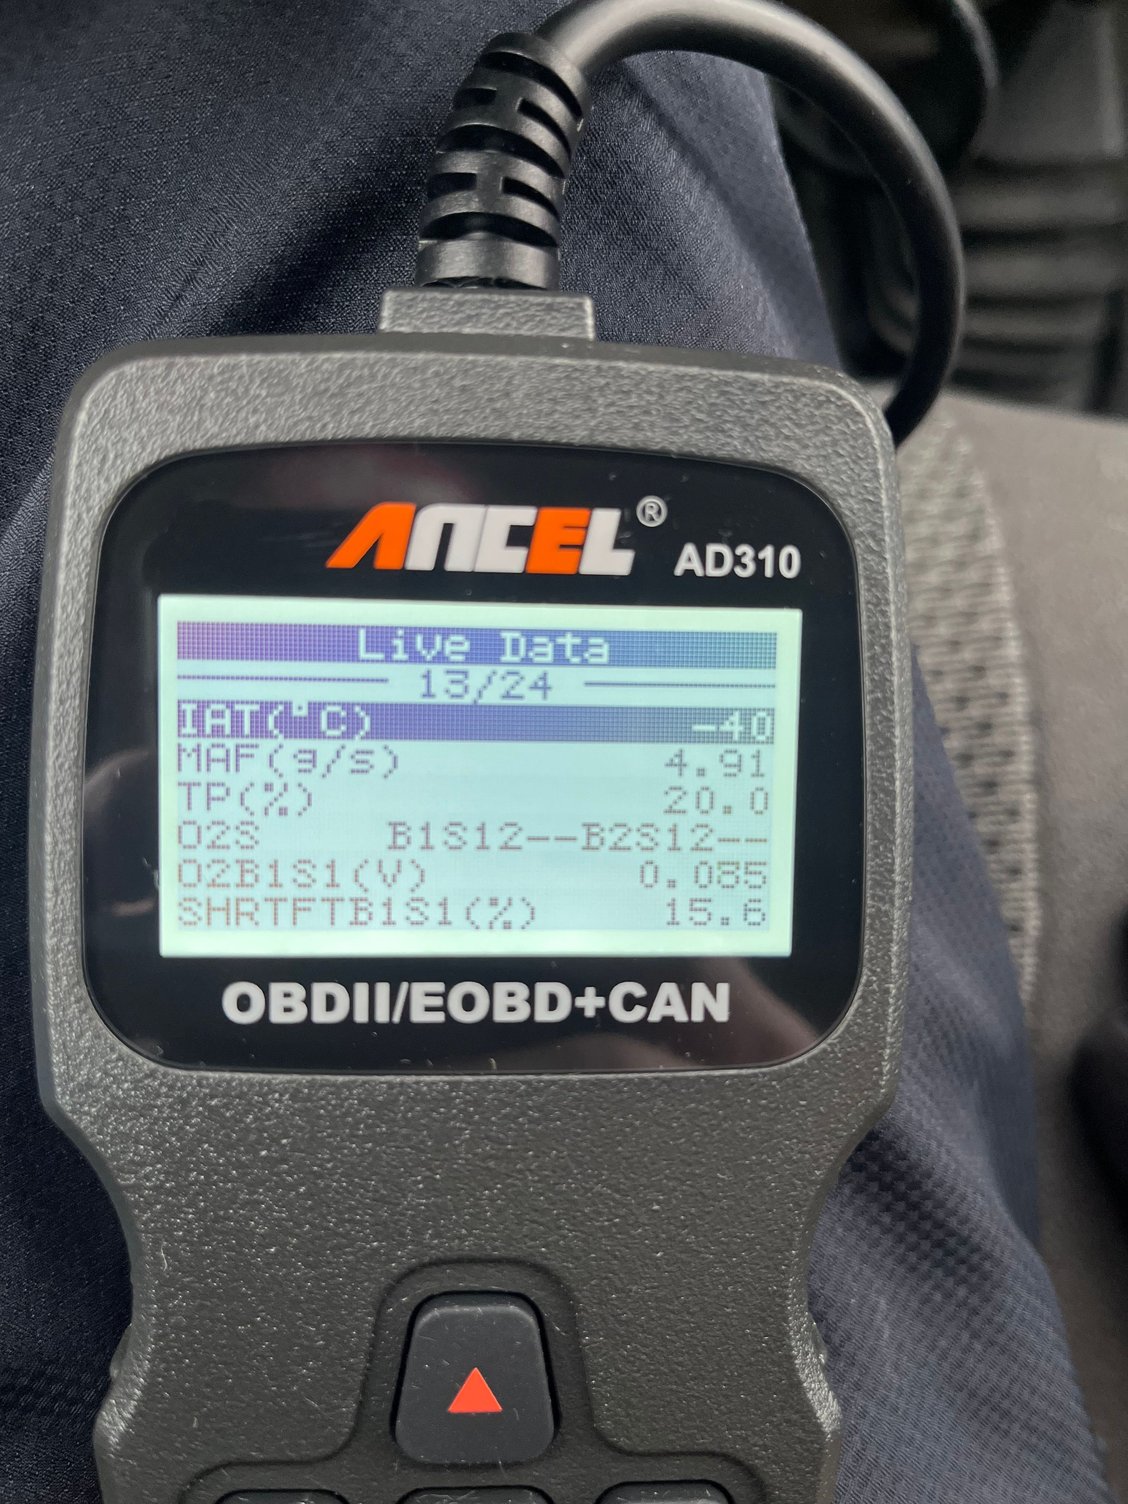 ANCEL® AD310
Live Data
13/24
IAT(°C) -40
MAF(g/s) 4.91
TP(%) 20.0
O2S B1S12--B2S12--
O2B1S1(V) 0.085
SHRTFTB1S1(%) 15.6
OBDII/EOBD+CAN